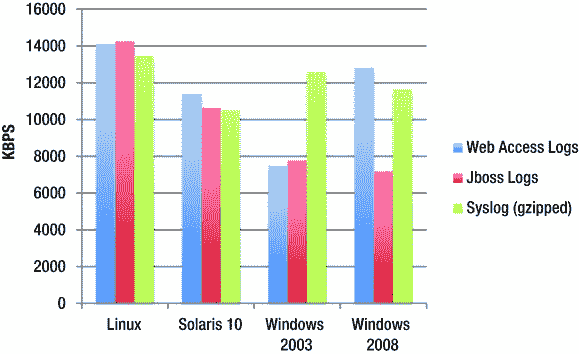 16000
14000
12000
10000
8000
6000
4000
2000
0
KBPS
Linux
Solaris 10
Windows
2003
Windows
2008
Web Access Logs
Jboss Logs
Syslog (gzipped)